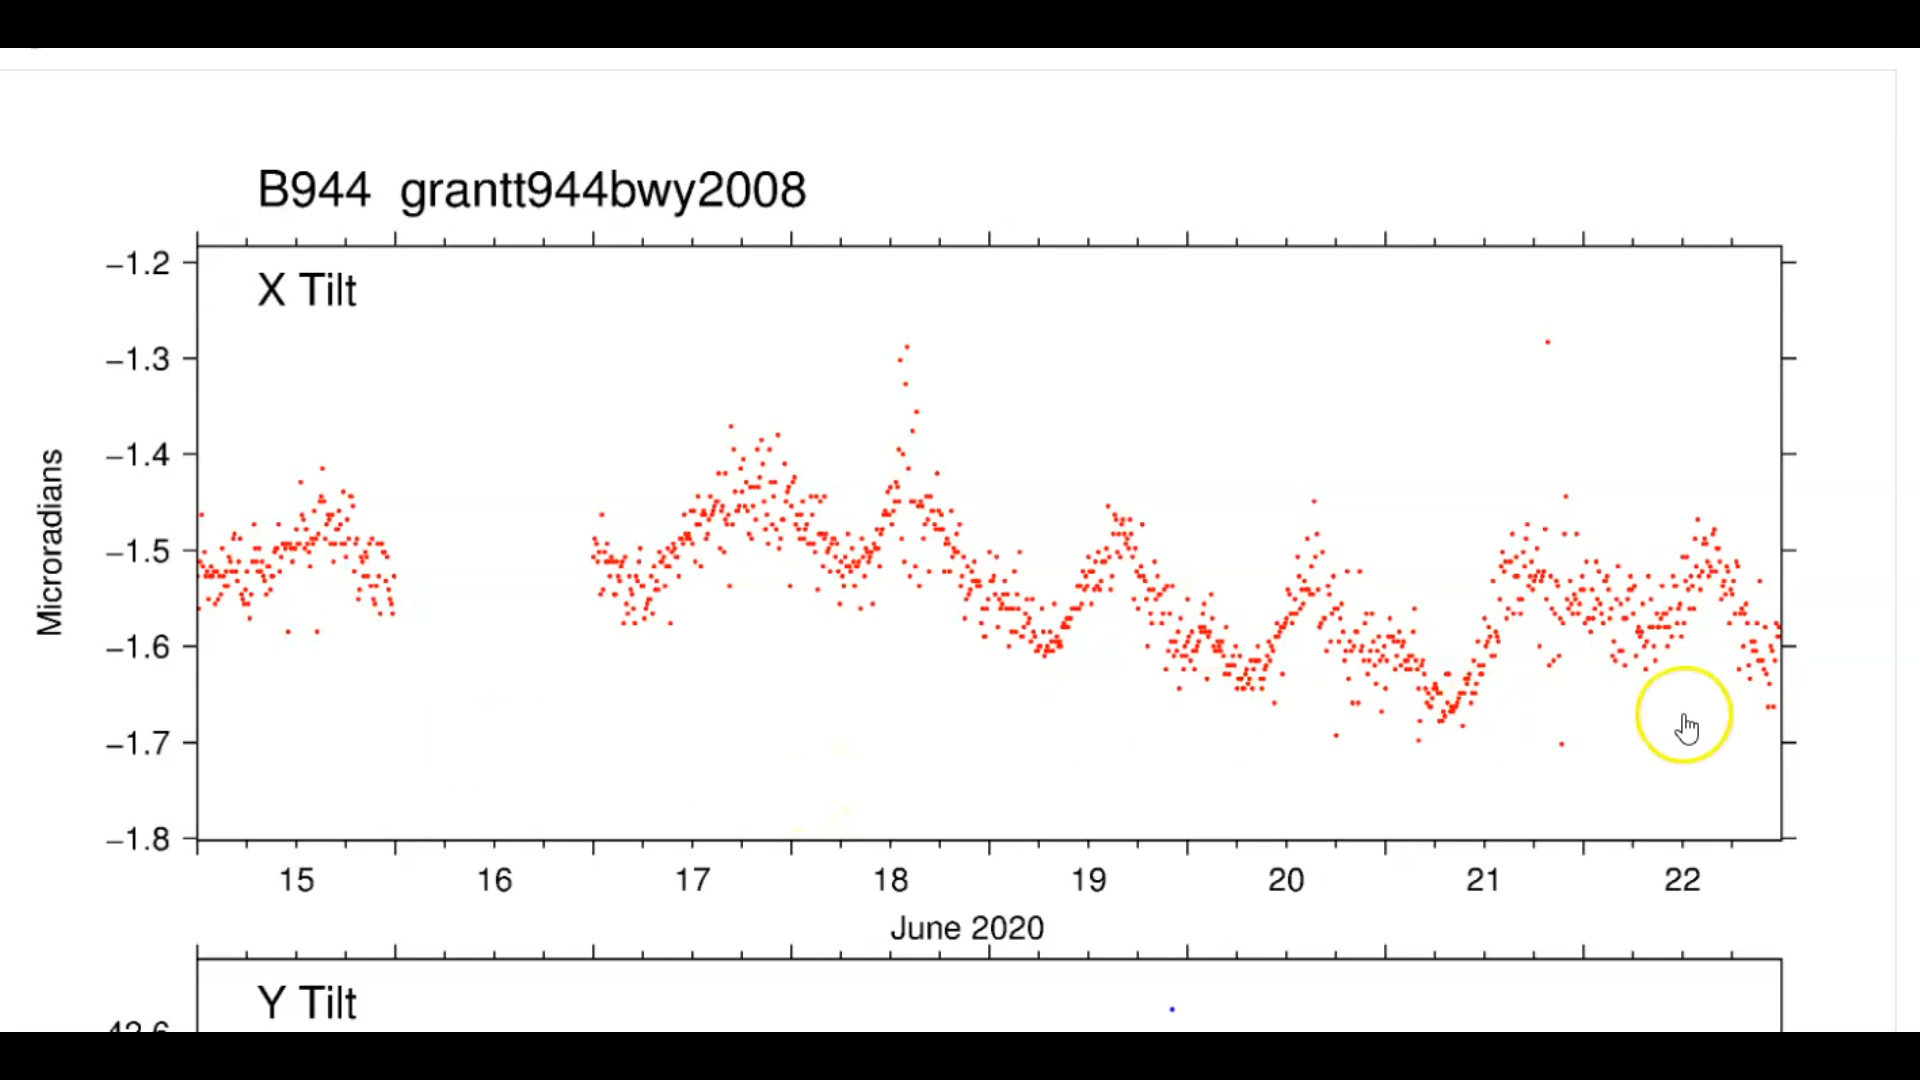 B944 grantt944bwy2008
X Tilt
−1.2
−1.3
−1.4
−1.5
−1.6
−1.7
−1.8
Microradians
15 16 17 18 19 20 21 22
June 2020
Y Tilt